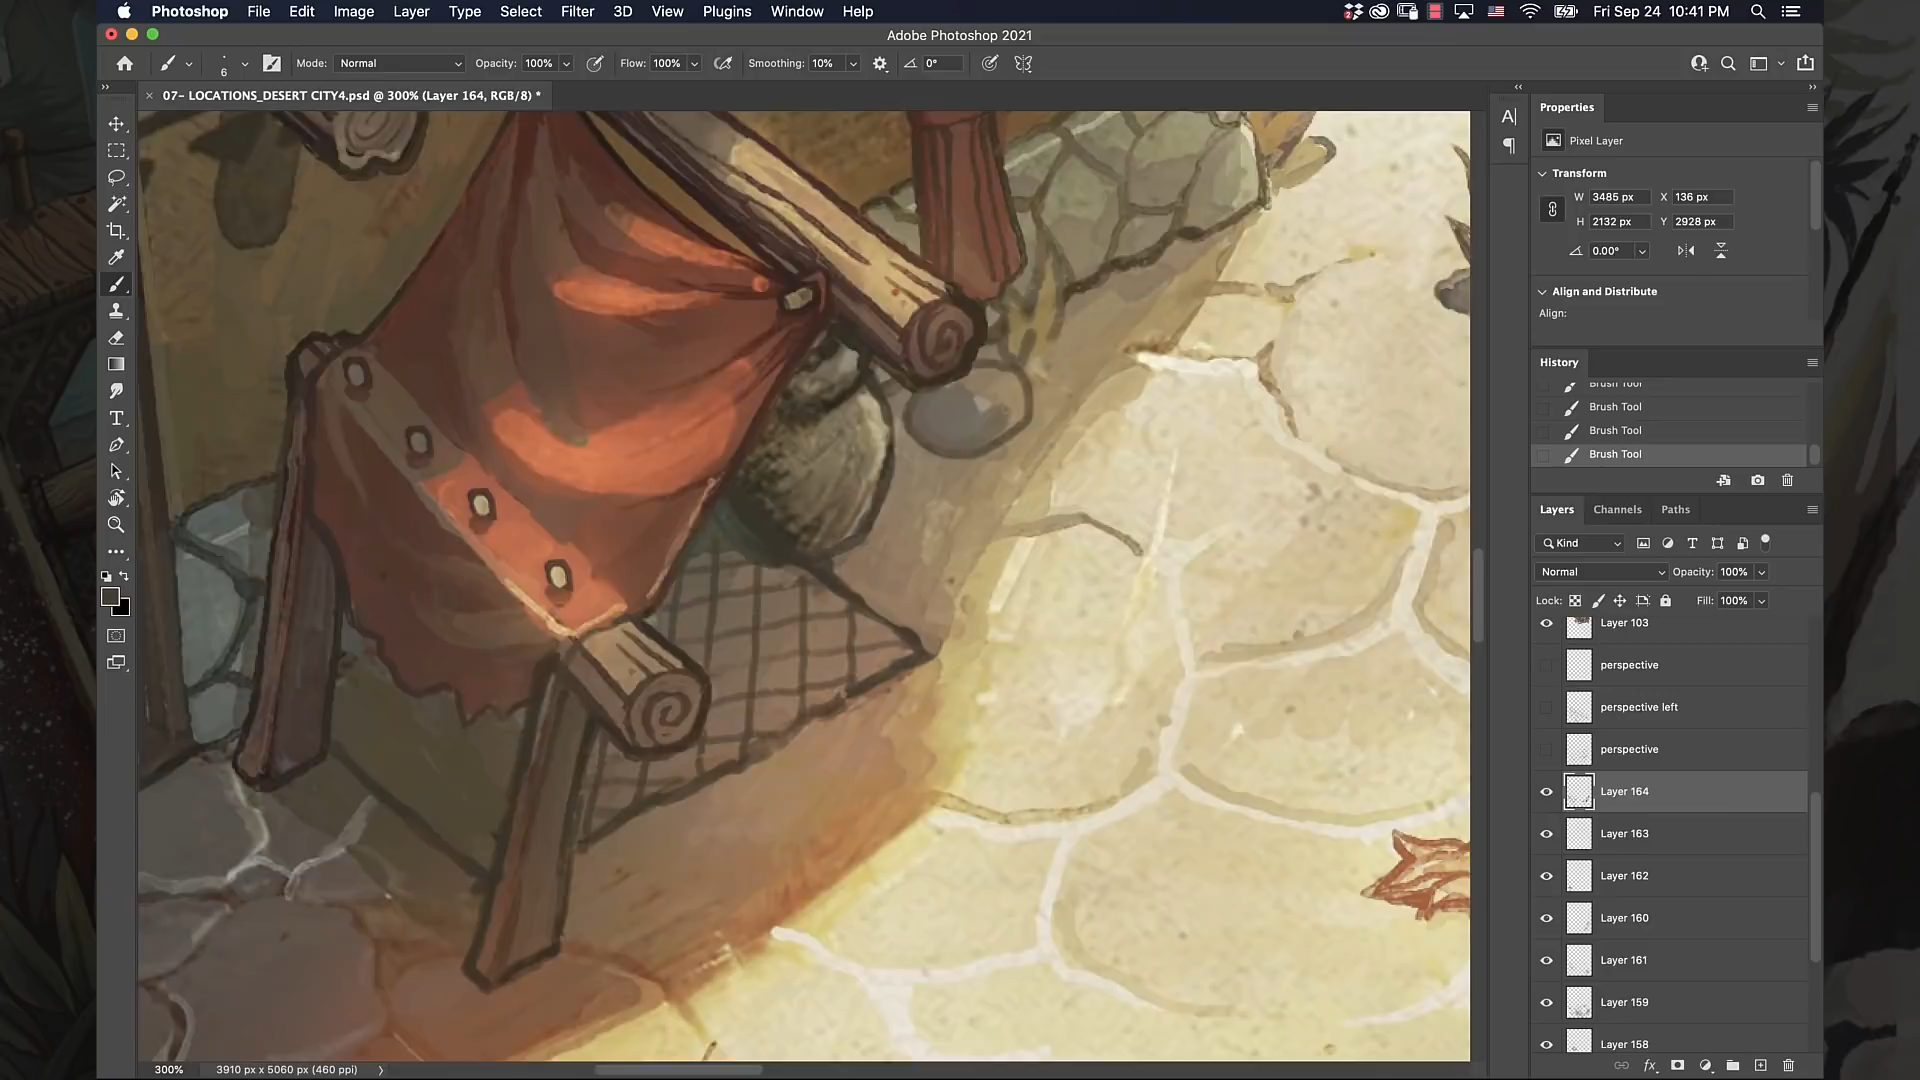 Photoshop File Edit Image Layer Type Select Filter 3D View Plugins Window Help Fri Sep 24 10:41 PM
Adobe Photoshop 2021
6 Mode: Normal Opacity: 100% Flow: 100% Smoothing: 10% 0°
07- LOCATIONS_DESERT CITY4.psd @ 300% (Layer 164, RGB/8) *
Properties
Pixel Layer
Transform
W 3485 px X 136 px
H 2132 px Y 2928 px
0.00°
Align and Distribute
Align:
History
Brush Tool
Brush Tool
Brush Tool
Brush Tool
Layers Channels Paths
Kind
Normal Opacity: 100%
Lock: Fill: 100%
Layer 103
perspective
perspective left
perspective
Layer 164
Layer 163
Layer 162
Layer 160
Layer 161
Layer 159
Layer 158
300% 3910 px x 5060 px (460 ppi)